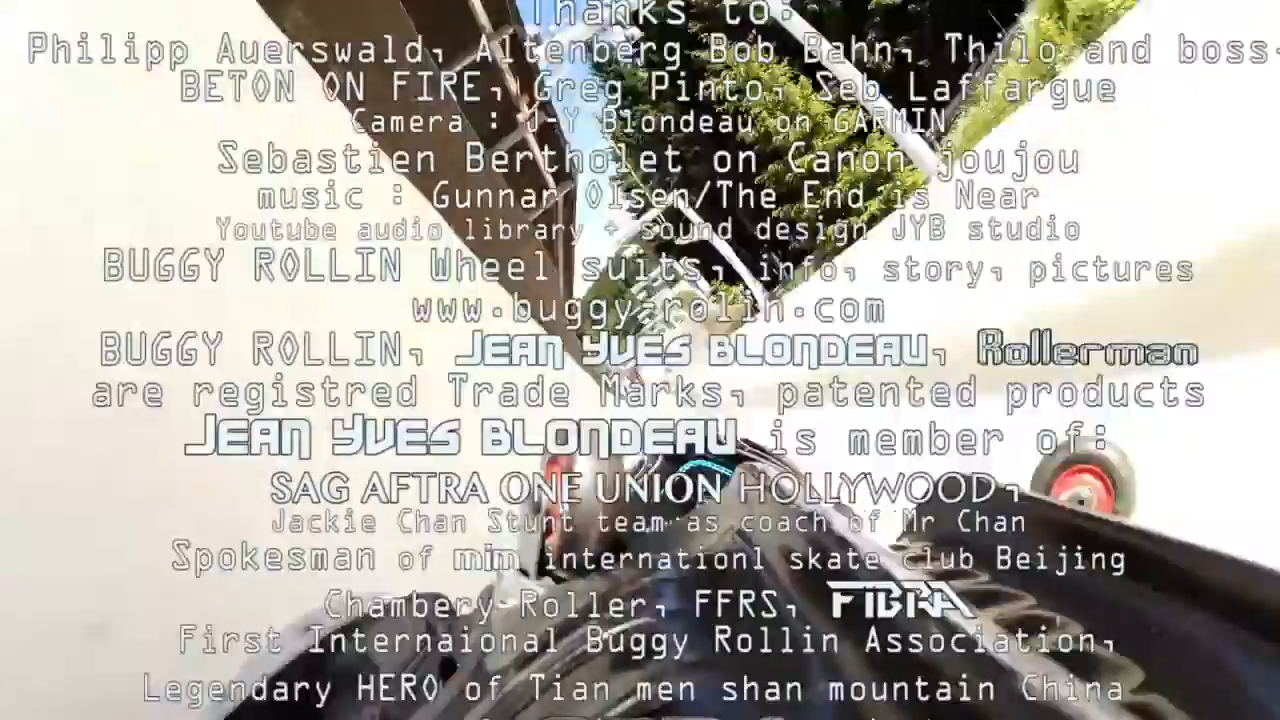 Thanks to:
Philipp Auerswald, Altenberg Bob Bahn, Thilo and boss
BETON ON FIRE, Greg Pinto, Seb Laffargue
Camera : J-Y Blondeau on GARMIN
Sebastien Bertholet on Canon joujou
music : Gunnar Olsen/The End is Near
Youtube audio library + sound design JYB studio
BUGGY ROLLIN Wheel suits, info, story, pictures
www.buggy-rollin.com
BUGGY ROLLIN, JEAN YVES BLONDEAU, Rollerman
are registred Trade Marks, patented products
JEAN YVES BLONDEAU is member of:
SAG AFTRA ONE UNION HOLLYWOOD,
Jackie Chan Stunt team as coach of Mr Chan
Spokesman of mim internationl skate club Beijing
Chambery Roller, FFRS, FIBRA
First Internaional Buggy Rollin Association,
Legendary HERO of Tian men shan mountain China